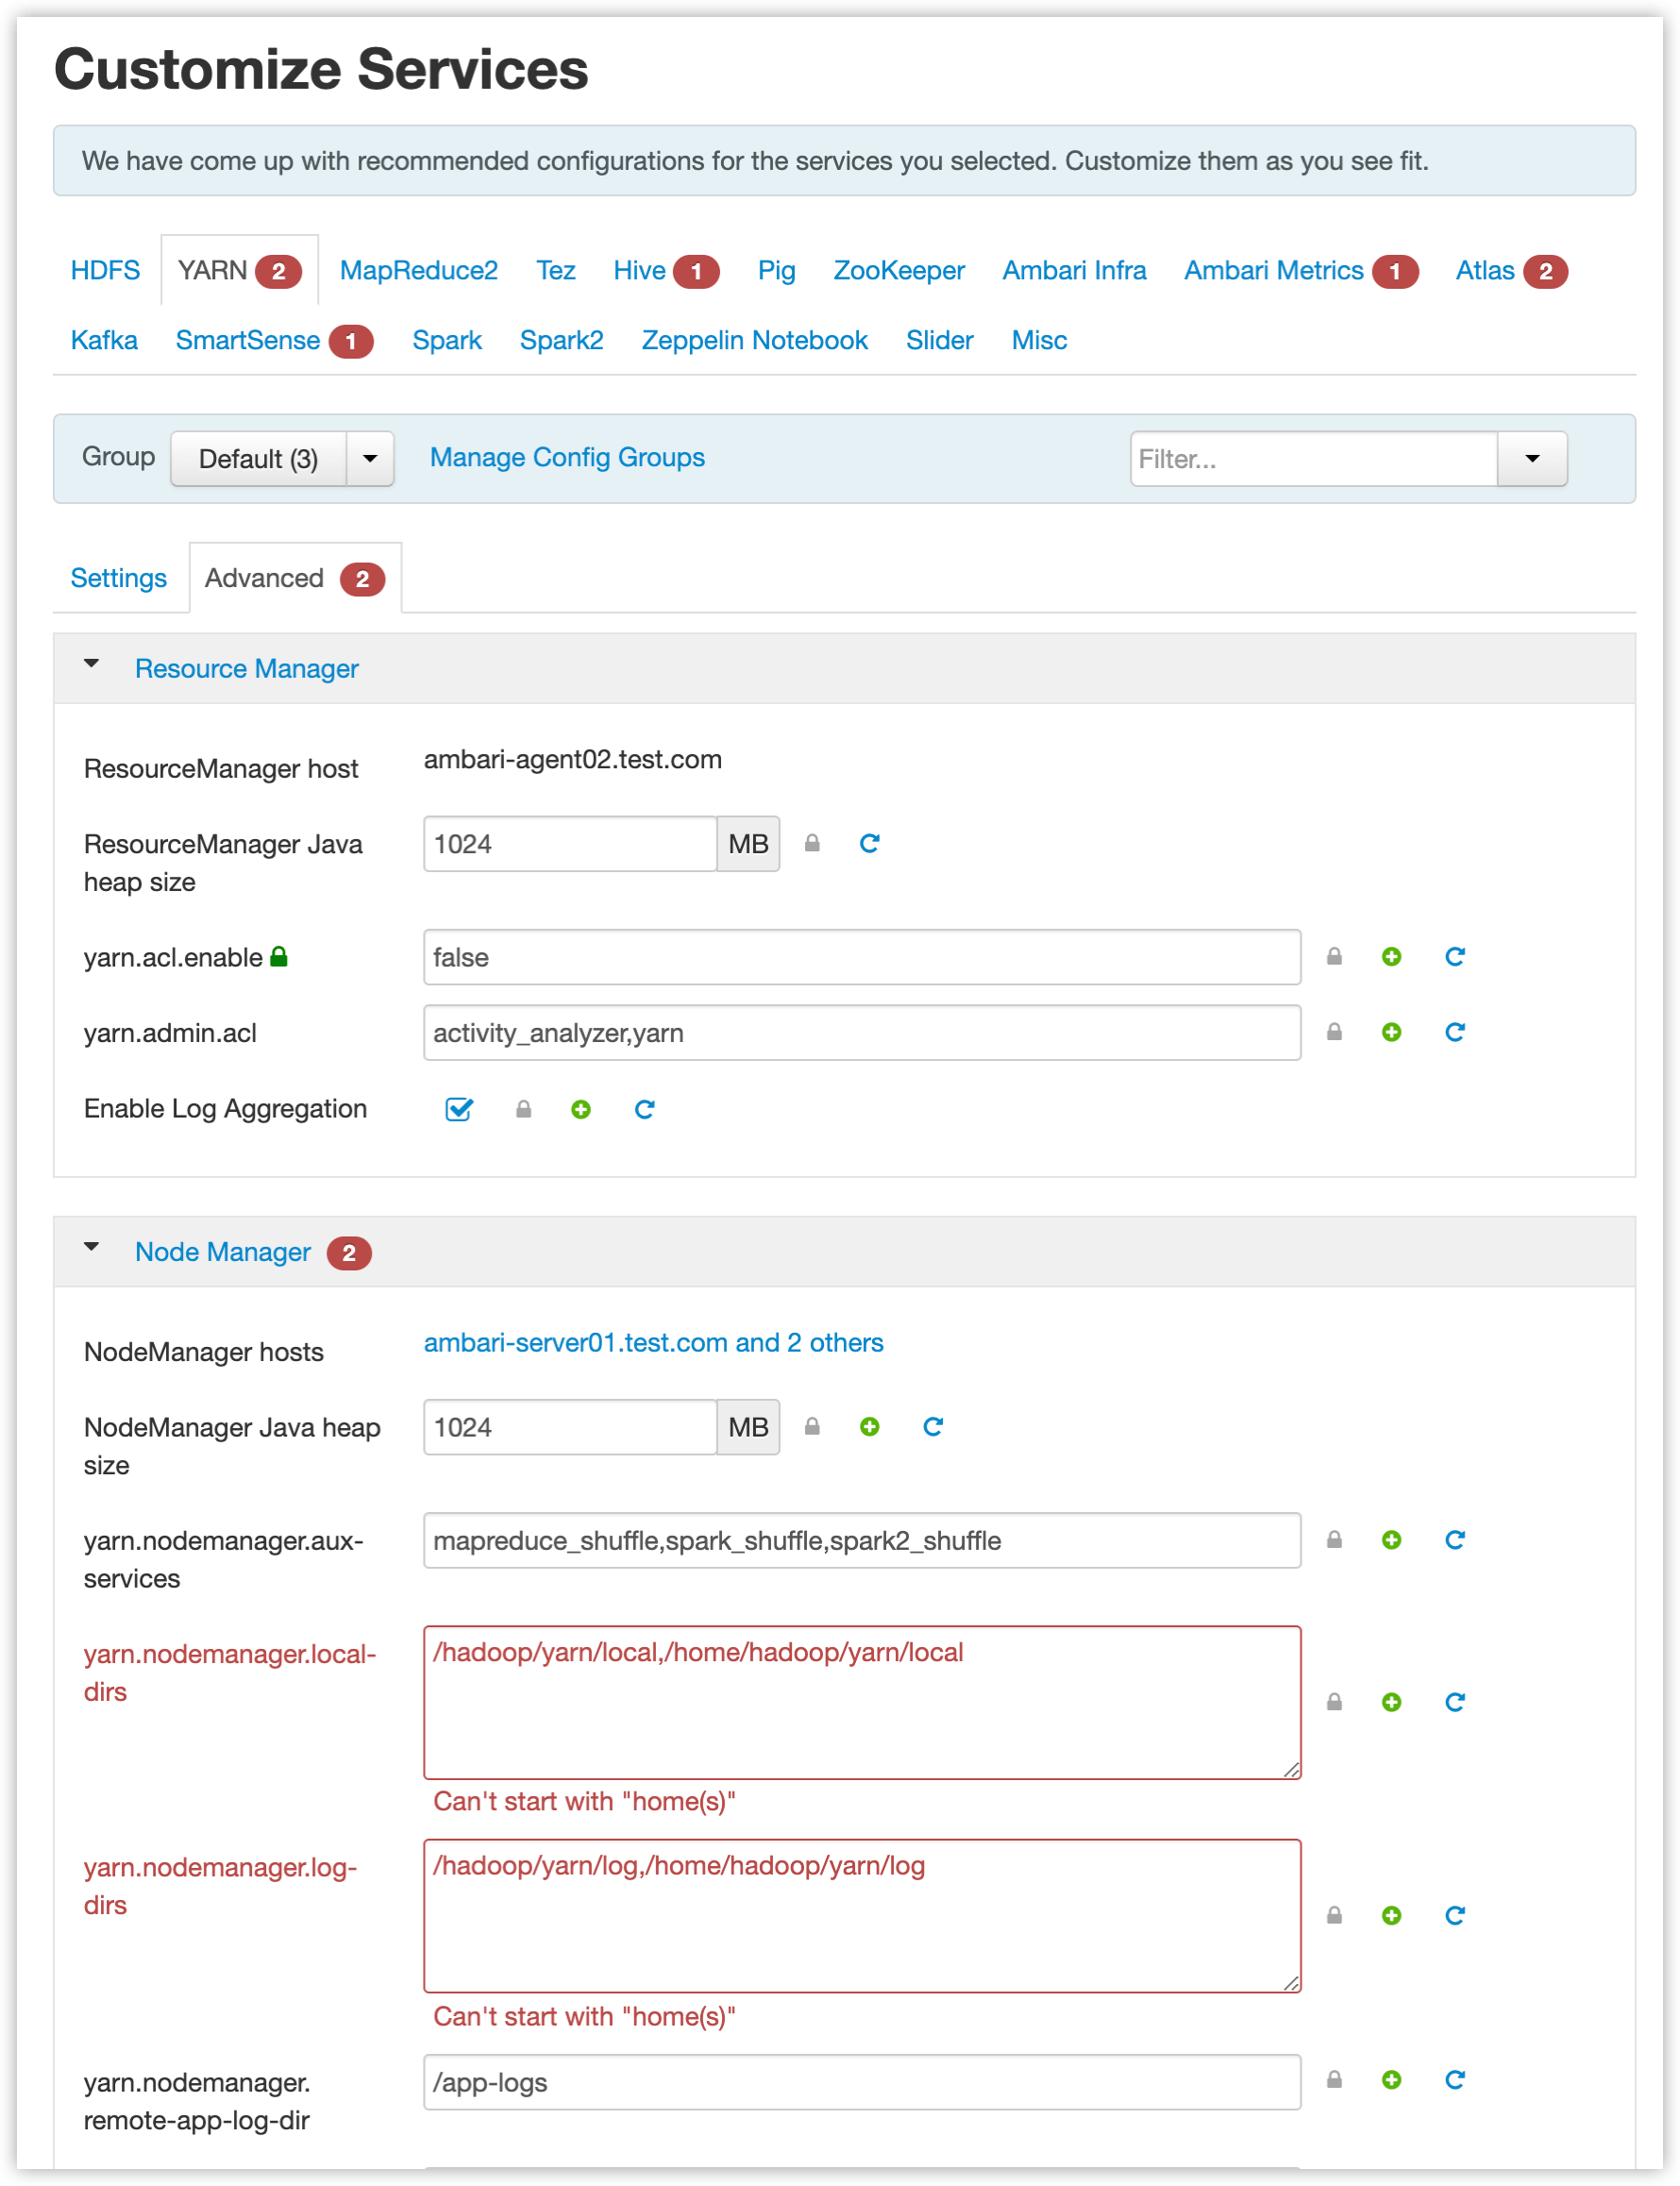 Customize Services
We have come up with recommended configurations for the services you selected. Customize them as you see fit.
HDFS YARN 2 MapReduce2 Tez Hive 1 Pig ZooKeeper Ambari Infra Ambari Metrics 1 Atlas 2
Kafka SmartSense 1 Spark Spark2 Zeppelin Notebook Slider Misc
Group Default (3) Manage Config Groups Filter...
Settings Advanced 2
Resource Manager
ResourceManager host ambari-agent02.test.com
ResourceManager Java 1024 MB
heap size
yarn.acl.enable false
yarn.admin.acl activity_analyzer,yarn
Enable Log Aggregation
Node Manager 2
NodeManager hosts ambari-server01.test.com and 2 others
NodeManager Java heap 1024 MB
size
yarn.nodemanager.aux- mapreduce_shuffle,spark_shuffle,spark2_shuffle
services
yarn.nodemanager.local- /hadoop/yarn/local,/home/hadoop/yarn/local
dirs
Can't start with "home(s)"
yarn.nodemanager.log- /hadoop/yarn/log,/home/hadoop/yarn/log
dirs
Can't start with "home(s)"
yarn.nodemanager. /app-logs
remote-app-log-dir